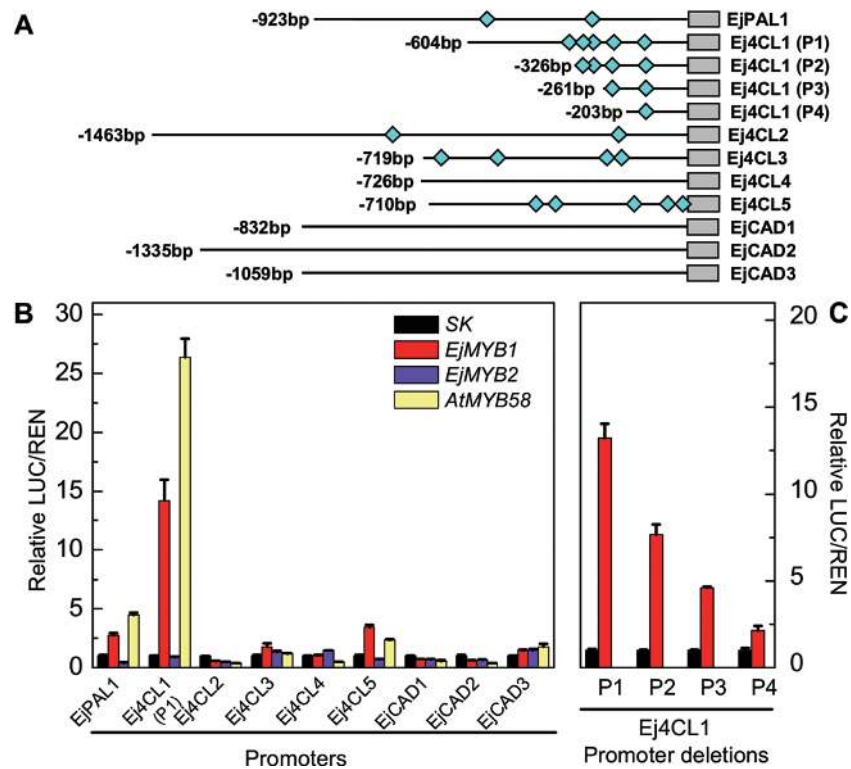 A
-923bp EjPAL1
-604bp Ej4CL1 (P1)
-326bp Ej4CL1 (P2)
-261bp Ej4CL1 (P3)
-203bp Ej4CL1 (P4)
-1463bp Ej4CL2
-719bp Ej4CL3
-726bp Ej4CL4
-710bp Ej4CL5
-832bp EjCAD1
-1335bp EjCAD2
-1059bp EjCAD3
B
30
25
20
15
10
5
0
Relative LUC/REN
SK
EjMYB1
EjMYB2
AtMYB58
EjPAL1
Ej4CL1
(P1)
Ej4CL2
Ej4CL3
Ej4CL4
Ej4CL5
EjCAD1
EjCAD2
EjCAD3
Promoters
C
20
15
10
5
0
Relative LUC/REN
P1 P2 P3 P4
Ej4CL1
Promoter deletions